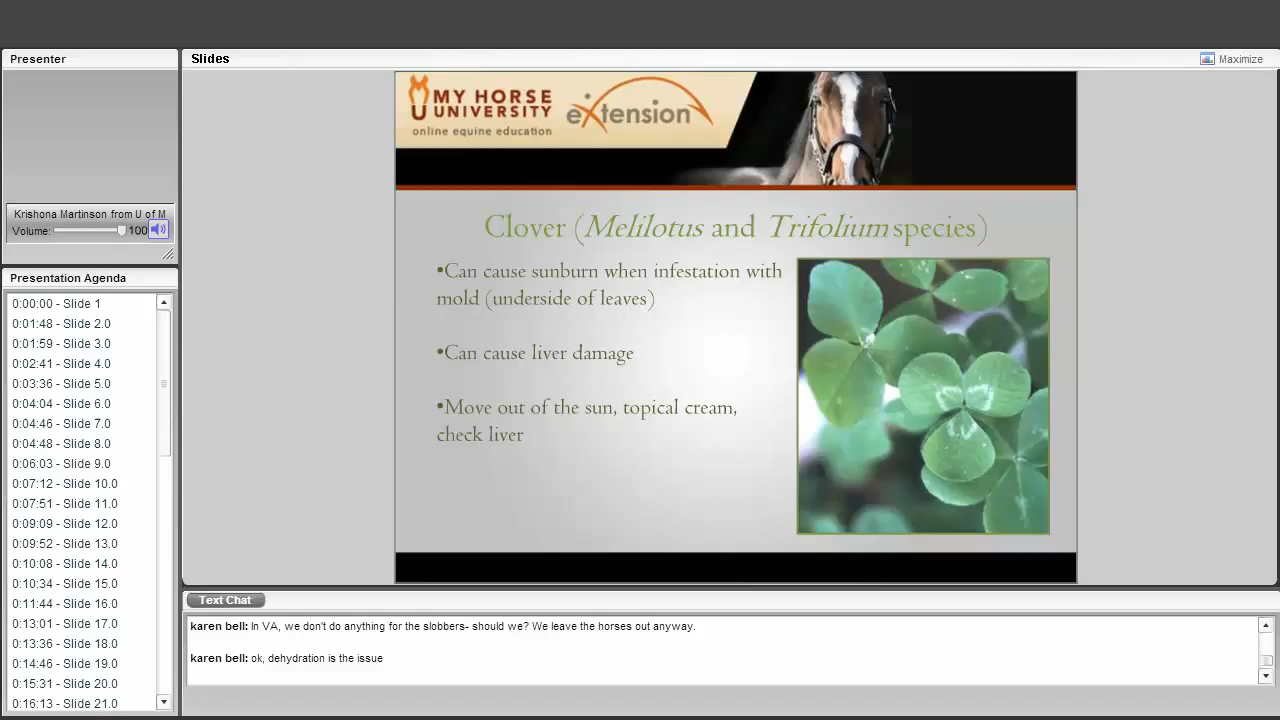 Presenter
Slides
Maximize
MY HORSE
UNIVERSITY
online equine education
eXtension
Krishona Martinson from U of M
Volume: 100
Clover (Melilotus and Trifolium species)
•Can cause sunburn when infestation with
mold (underside of leaves)
•Can cause liver damage
•Move out of the sun, topical cream,
check liver
Presentation Agenda
0:00:00 - Slide 1
0:01:48 - Slide 2.0
0:01:59 - Slide 3.0
0:02:41 - Slide 4.0
0:03:36 - Slide 5.0
0:04:04 - Slide 6.0
0:04:46 - Slide 7.0
0:04:48 - Slide 8.0
0:06:03 - Slide 9.0
0:07:12 - Slide 10.0
0:07:51 - Slide 11.0
0:09:09 - Slide 12.0
0:09:52 - Slide 13.0
0:10:08 - Slide 14.0
0:10:34 - Slide 15.0
0:11:44 - Slide 16.0
0:13:01 - Slide 17.0
0:13:36 - Slide 18.0
0:14:46 - Slide 19.0
0:15:31 - Slide 20.0
0:16:13 - Slide 21.0
Text Chat
karen bell: In VA, we don't do anything for the slobbers- should we? We leave the horses out anyway.
karen bell: ok, dehydration is the issue